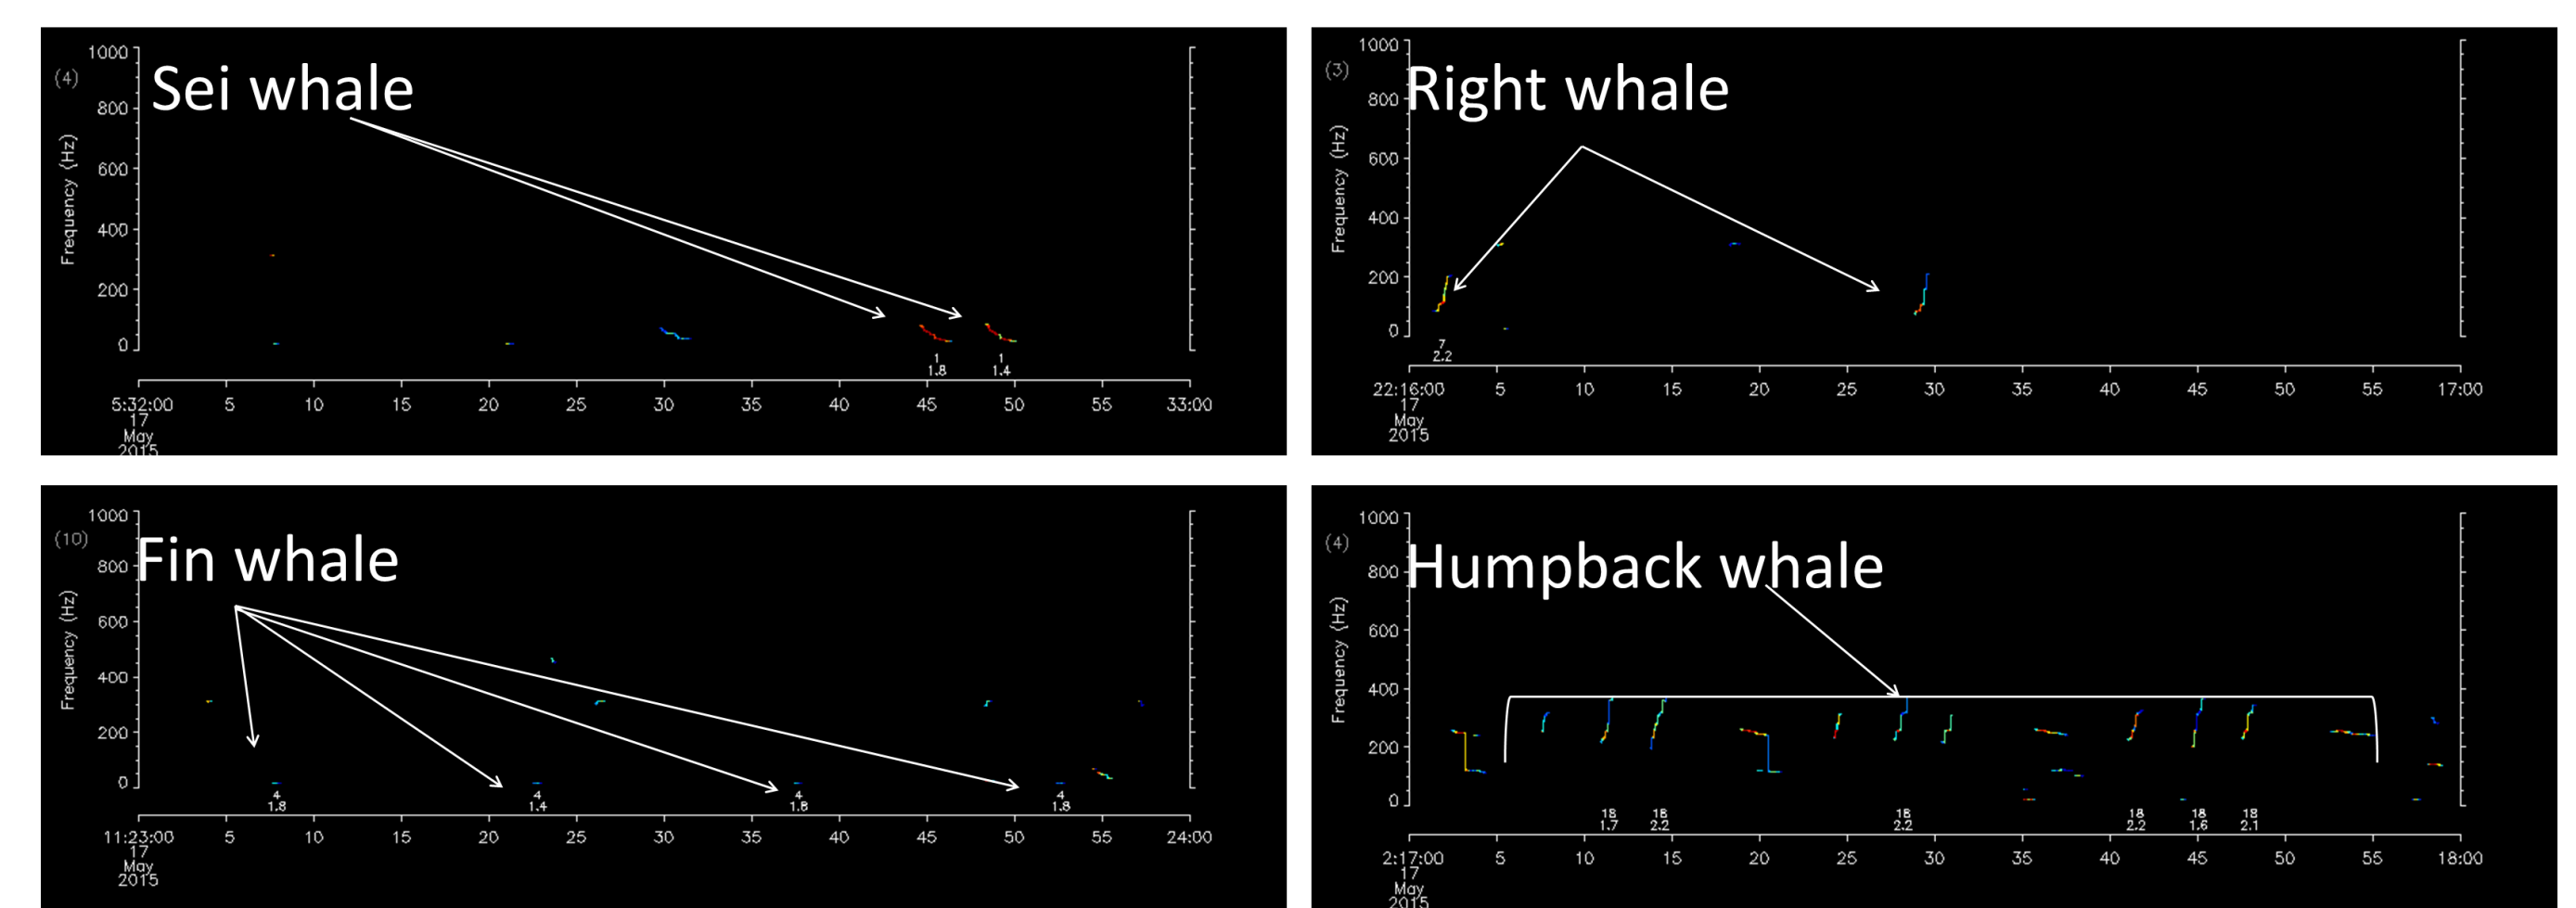 1000
(4)
Sei whale
800
600
Frequency (Hz)
400
200
0
1 1
1.8 1.4
5:32:00 5 10 15 20 25 30 35 40 45 50 55 33:00
17
May
2015
1000
(3)
Right whale
800
600
Frequency (Hz)
400
200
0
7
2.2
22:16:00 5 10 15 20 25 30 35 40 45 50 55 17:00
17
May
2015
1000
(10)
Fin whale
800
600
Frequency (Hz)
400
200
0
4 4 4 4
1.8 1.4 1.8 1.8
11:23:00 5 10 15 20 25 30 35 40 45 50 55 24:00
17
May
2015
1000
(4)
Humpback whale
800
600
Frequency (Hz)
400
200
0
18 18 18 18 18 18
1.7 2.2 2.2 2.2 1.6 2.1
2:17:00 5 10 15 20 25 30 35 40 45 50 55 18:00
17
May
2015